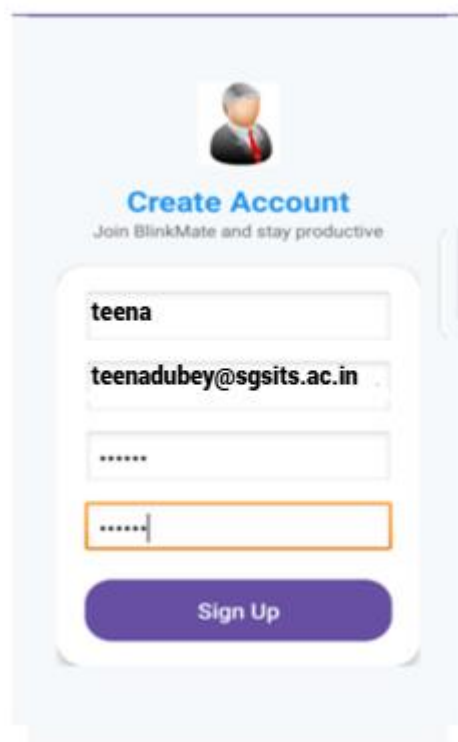 Create Account
Join BlinkMate and stay productive
teena
teenadubey@sgsits.ac.in
••••••
••••••
Sign Up